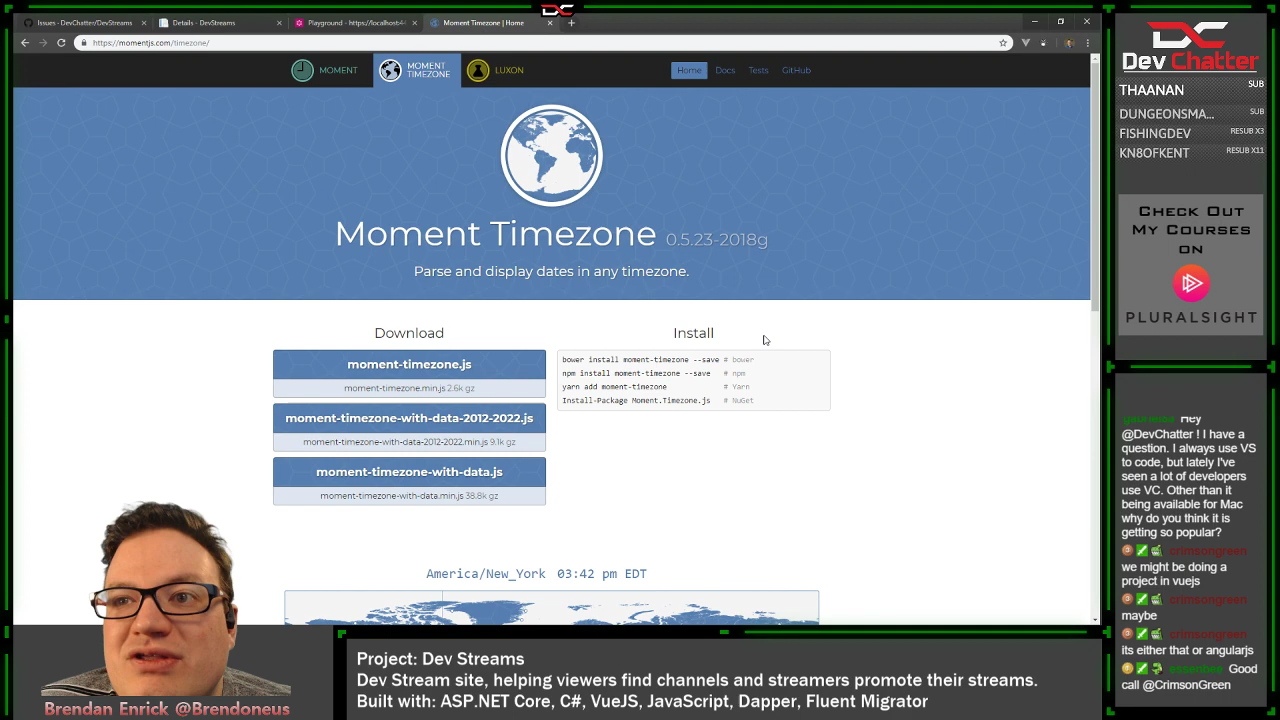 Issues - DevChatter/DevStreams
Details - DevStreams
Playground - https://localhost:44
Moment Timezone | Home
https://momentjs.com/timezone/
MOMENT
MOMENT
TIMEZONE
LUXON
Home
Docs
Tests
GitHub
Moment Timezone 0.5.23-2018g
Parse and display dates in any timezone.
Download
moment-timezone.js
moment-timezone.min.js 2.6k gz
moment-timezone-with-data-2012-2022.js
moment-timezone-with-data-2012-2022.min.js 9.1k gz
moment-timezone-with-data.js
moment-timezone-with-data.min.js 38.8k gz
Install
bower install moment-timezone --save # bower
npm install moment-timezone --save # npm
yarn add moment-timezone # Yarn
Install-Package Moment.Timezone.js # NuGet
America/New_York 03:42 pm EDT
DC
Dev Chatter
THAANAN SUB
DUNGEONSMA... SUB
FISHINGDEV RESUB X3
KN8OFKENT RESUB X11
CHECK OUT
MY COURSES
ON
PLURALSIGHT
Hey
@DevChatter ! I have a
question. I always use VS
to code, but lately I've
seen a lot of developers
use VC. Other than it
being available for Mac
why do you think it is
getting so popular?
crimsongreen
we might be doing a
project in vuejs
crimsongreen
maybe
crimsongreen
its either that or angularjs
essenbee Good
call @CrimsonGreen
Project: Dev Streams
Dev Stream site, helping viewers find channels and streamers promote their streams.
Built with: ASP.NET Core, C#, VueJS, JavaScript, Dapper, Fluent Migrator
Brendan Enrick @Brendoneus